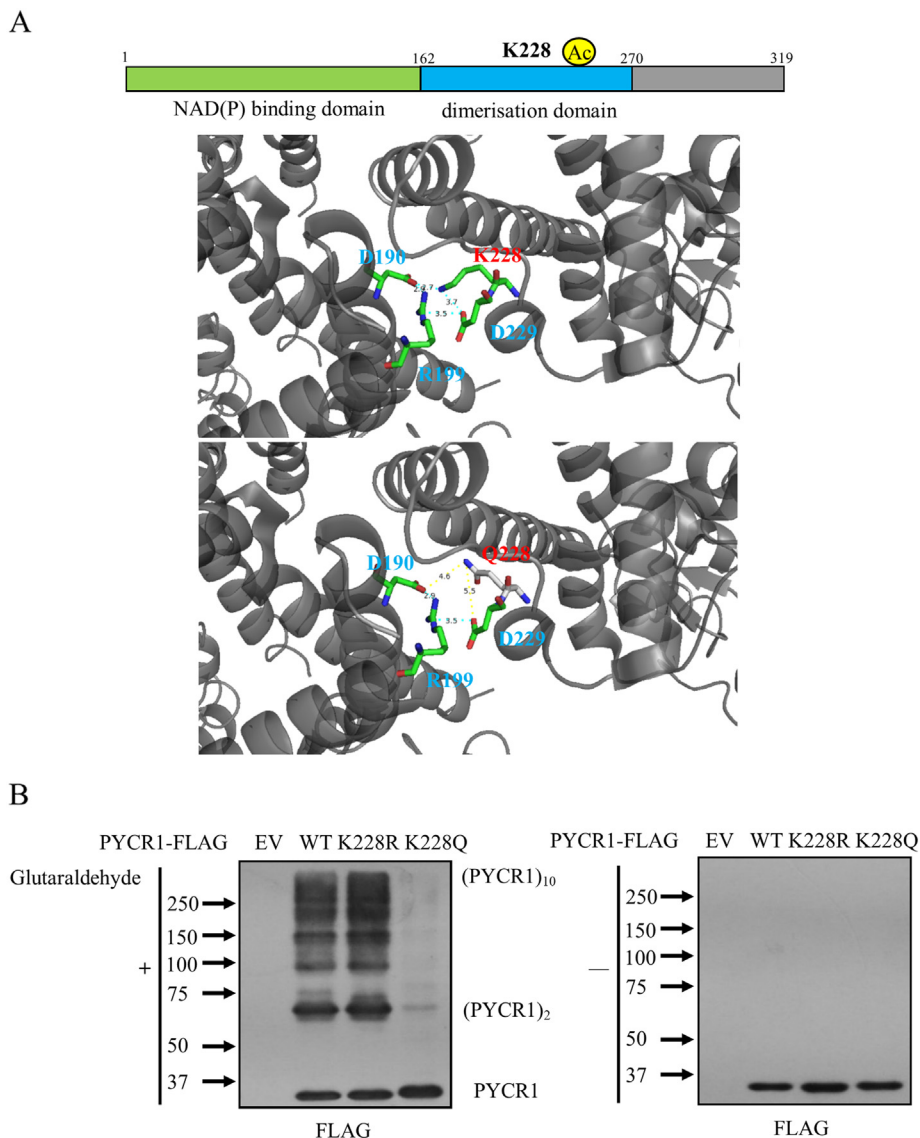 A
K228 Ac
1 162 270 319
NAD(P) binding domain dimerisation domain
D190 K228
2.7
3.7
3.5
D229
R199
D190 Q228
4.6
2.9 5.5
3.5
D229
R199
B
PYCR1-FLAG EV WT K228R K228Q
Glutaraldehyde
+
250
150
100
75
50
37
(PYCR1)10
(PYCR1)2
PYCR1
FLAG
PYCR1-FLAG EV WT K228R K228Q
—
250
150
100
75
50
37
FLAG